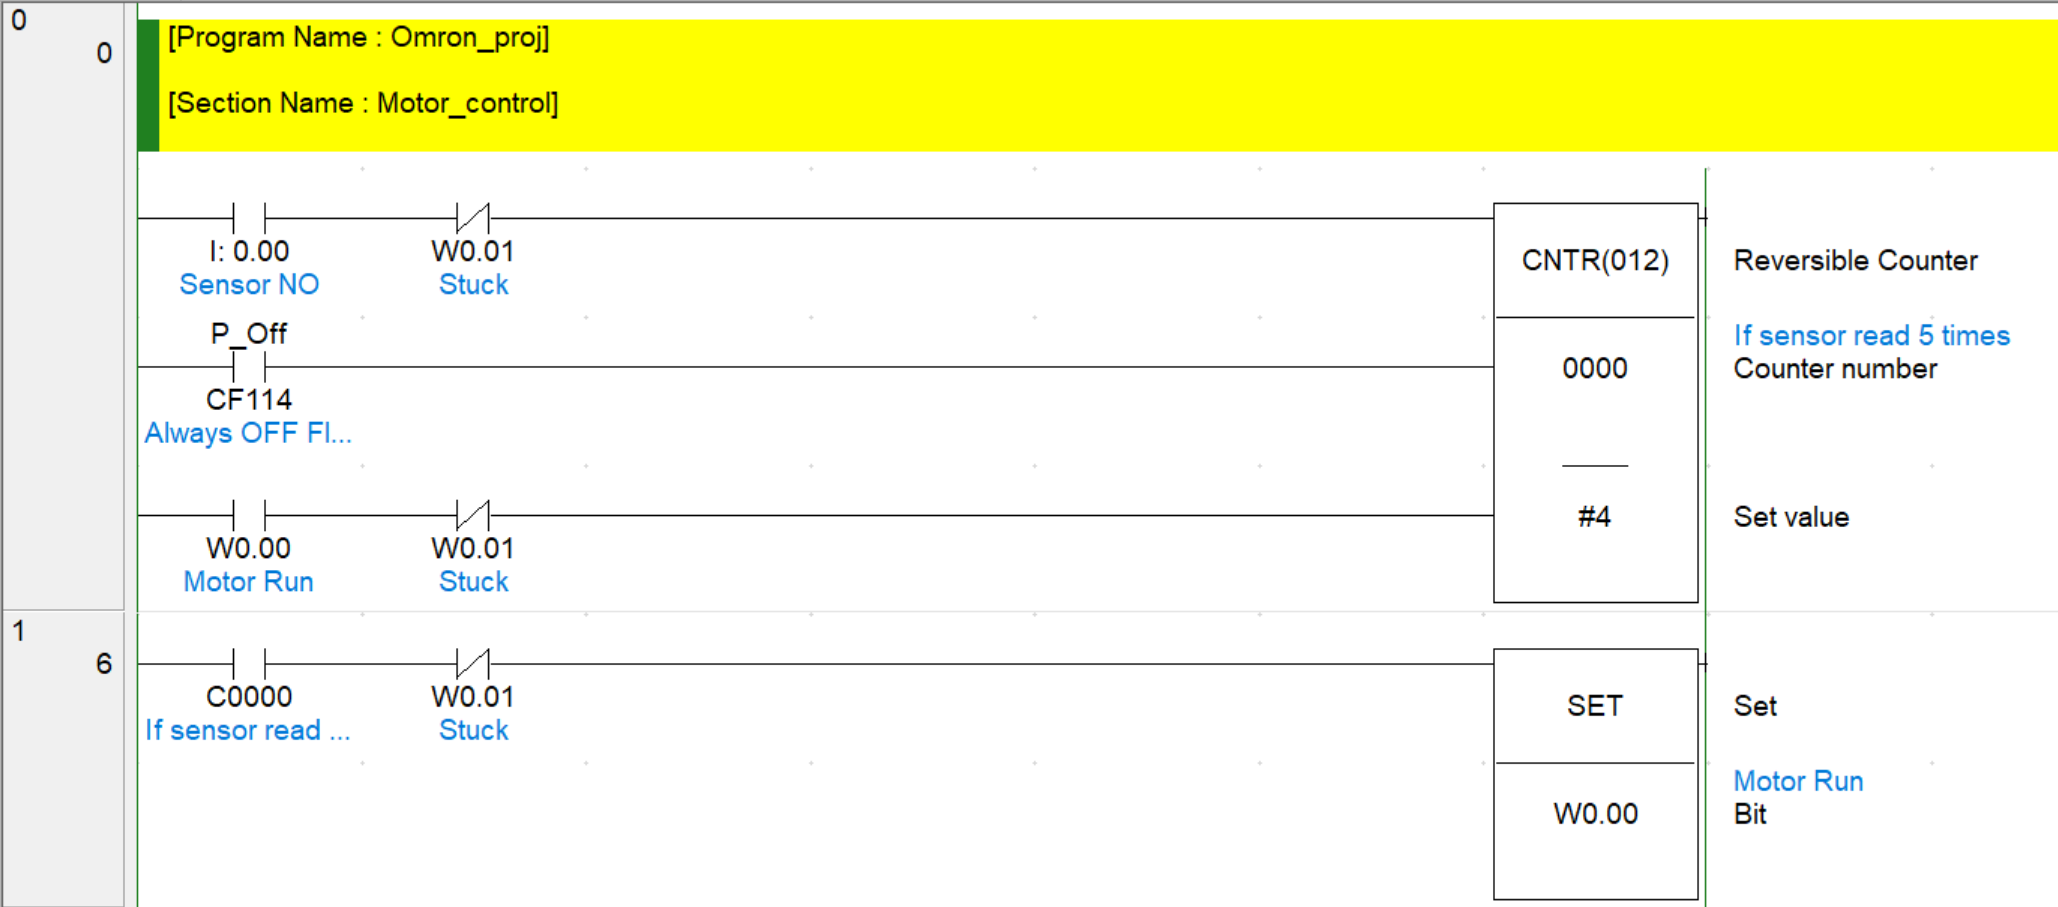 0
0
[Program Name : Omron_proj]
[Section Name : Motor_control]
I: 0.00
W0.01
CNTR(012)
Reversible Counter
Sensor NO
Stuck
P_Off
If sensor read 5 times
0000
Counter number
CF114
Always OFF Fl...
#4
Set value
W0.00
W0.01
Motor Run
Stuck
1
6
C0000
W0.01
SET
Set
If sensor read ...
Stuck
Motor Run
W0.00
Bit